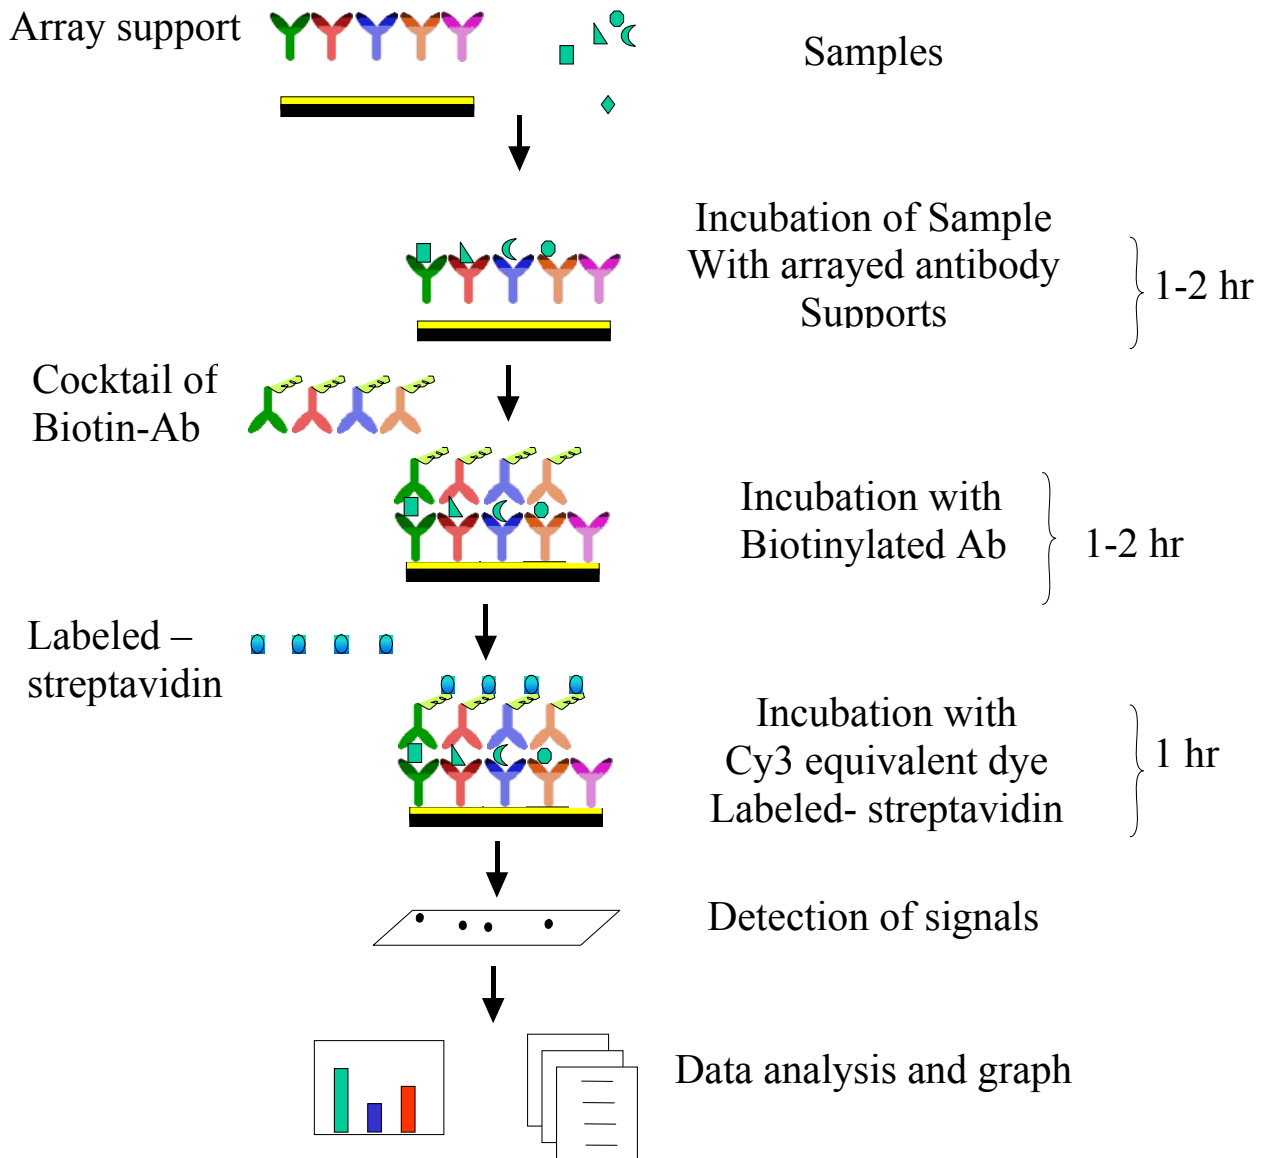 Array support
Samples
Incubation of Sample
With arrayed antibody
Supports
1-2 hr
Cocktail of
Biotin-Ab
Incubation with
Biotinylated Ab
1-2 hr
Labeled –
streptavidin
Incubation with
Cy3 equivalent dye
Labeled- streptavidin
1 hr
Detection of signals
Data analysis and graph